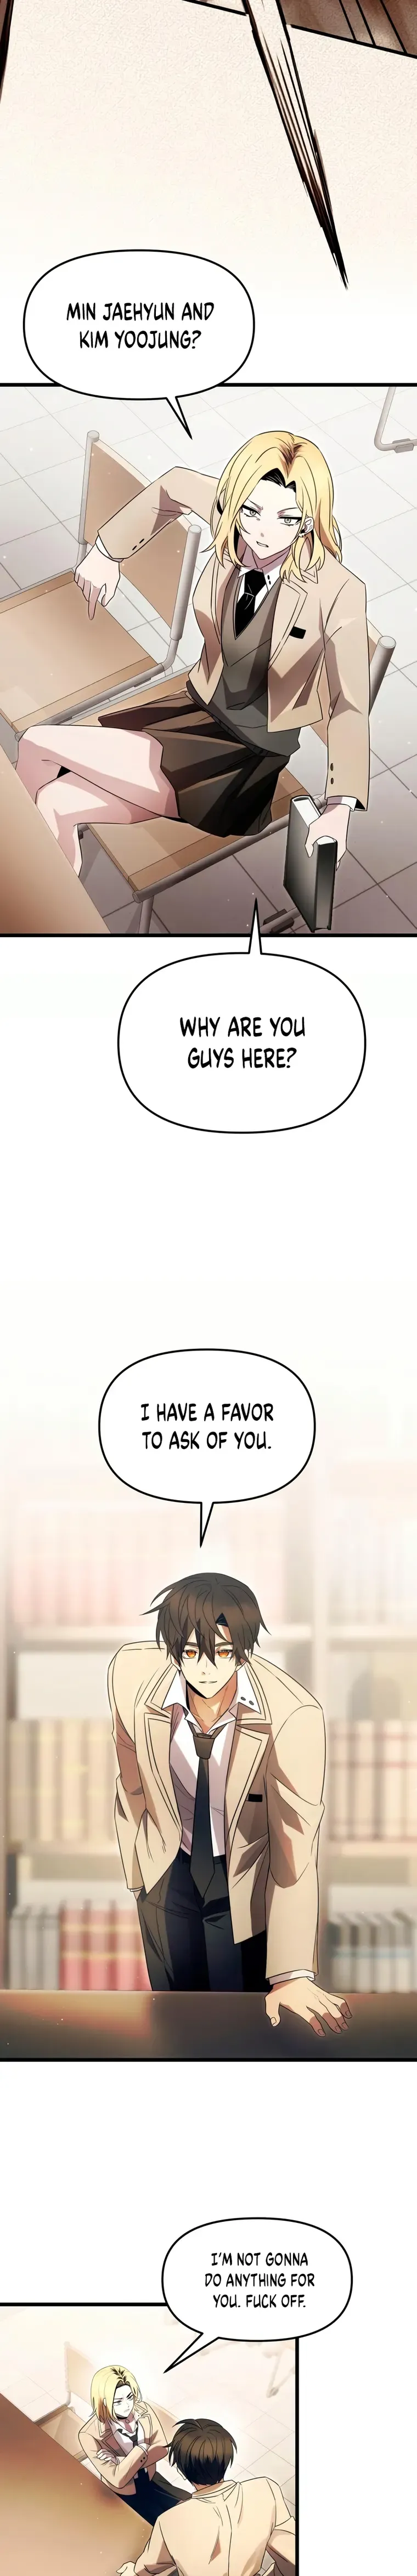 MIN JAEHYUN AND
KIM YOOJUNG?
WHY ARE YOU
GUYS HERE?
I HAVE A FAVOR
TO ASK OF YOU.
I'M NOT GONNA
DO ANYTHING FOR
YOU. FUCK OFF.